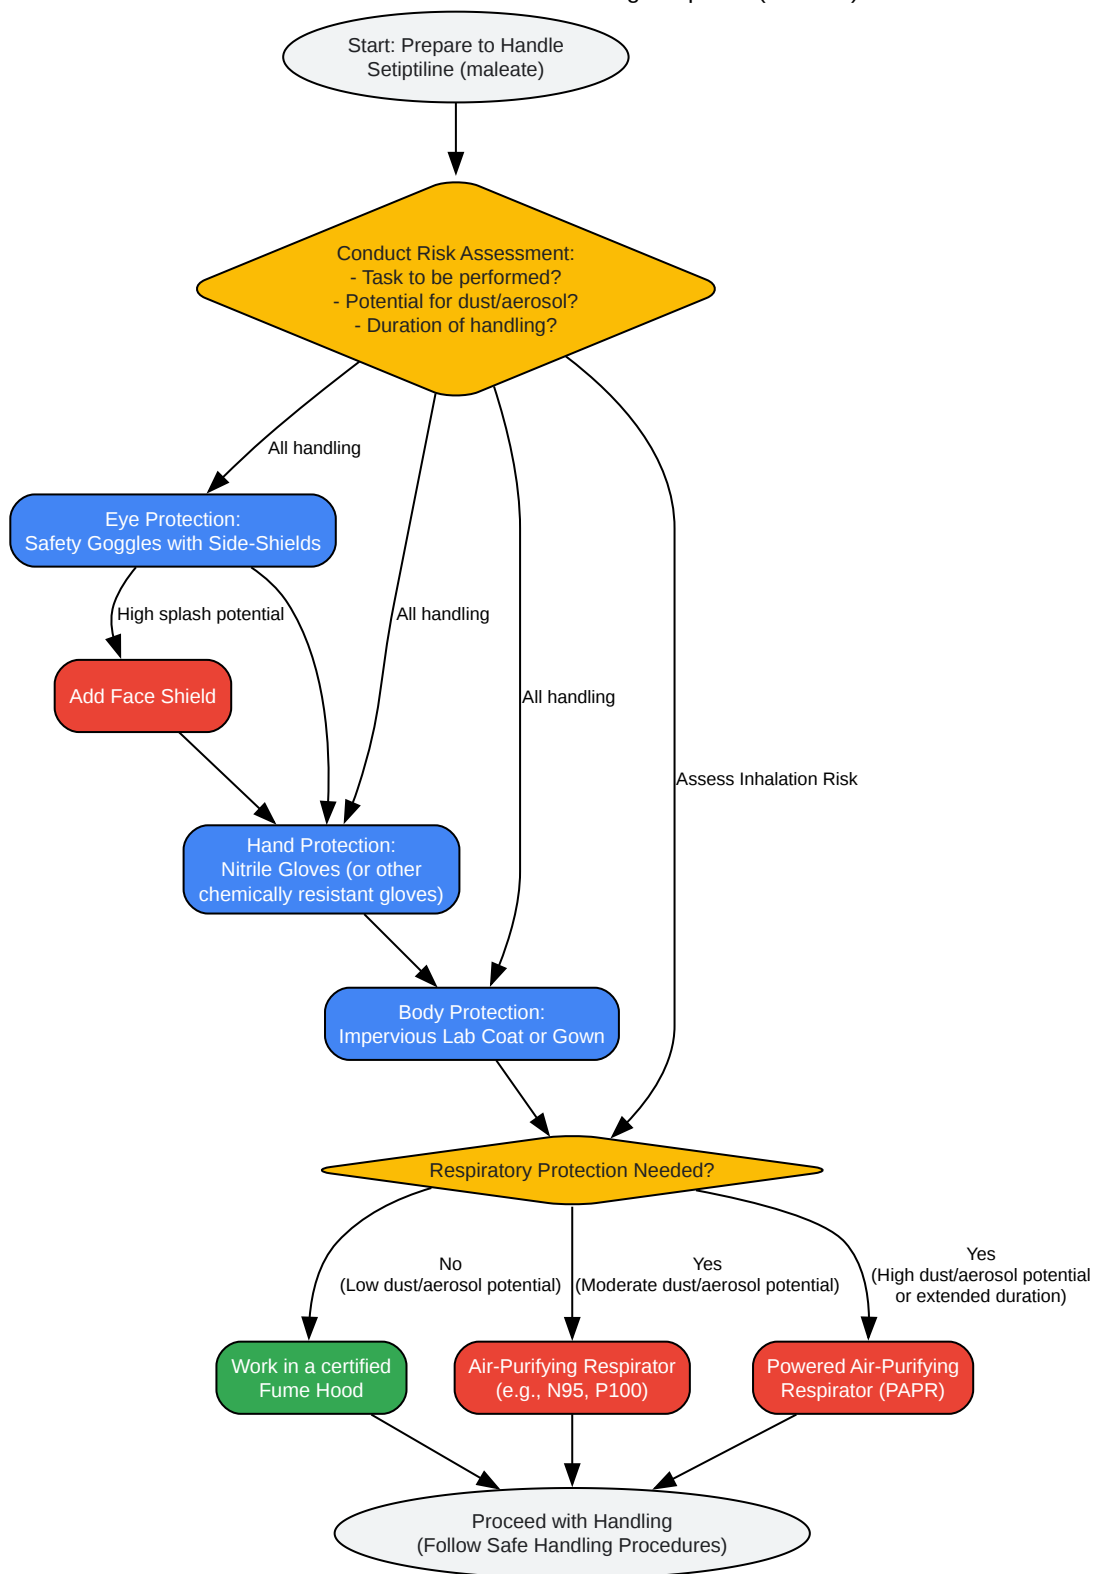 Start: Prepare to Handle
Setiptiline (maleate)
Conduct Risk Assessment:
- Task to be performed?
- Potential for dust/aerosol?
- Duration of handling?
All handling
Eye Protection:
Safety Goggles with Side-Shields
High splash potential
All handling
Add Face Shield
All handling
Assess Inhalation Risk
Hand Protection:
Nitrile Gloves (or other
chemically resistant gloves)
Body Protection:
Impervious Lab Coat or Gown
Respiratory Protection Needed?
No
(Low dust/aerosol potential)
Yes
(Moderate dust/aerosol potential)
Yes
(High dust/aerosol potential
or extended duration)
Work in a certified
Fume Hood
Air-Purifying Respirator
(e.g., N95, P100)
Powered Air-Purifying
Respirator (PAPR)
Proceed with Handling
(Follow Safe Handling Procedures)